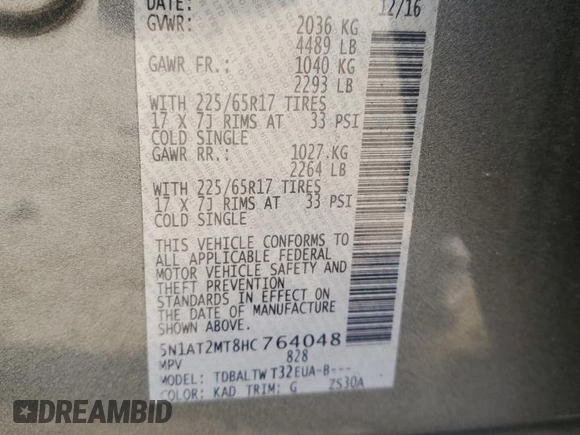 DATE: 12/16
GVWR: 2036 KG
4489 LB
GAWR FR.: 1040 KG
2293 LB
WITH 225/65R17 TIRES
17 X 7J RIMS AT 33 PSI
COLD SINGLE
GAWR RR.: 1027.KG
2264 LB
WITH 225/65R17 TIRES
17 X 7J RIMS AT 33 PSI
COLD SINGLE
THIS VEHICLE CONFORMS TO
ALL APPLICABLE FEDERAL
MOTOR VEHICLE SAFETY AND
THEFT PREVENTION
STANDARDS IN EFFECT ON
THE DATE OF MANUFACTURE
SHOWN ABOVE.
5N1AT2MT8HC764048
MPV 828
MODEL: TDBALTW T32EUA-B----
COLOR: KAD TRIM: G ZS30A
DEALERSCOPE.AI